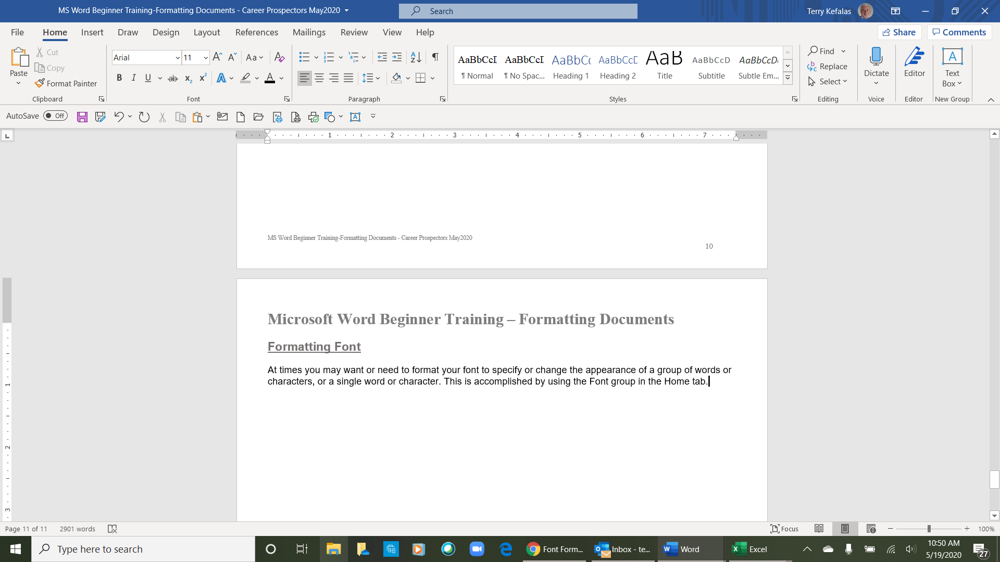 MS Word Beginner Training-Formatting Documents - Career Prospectors May2020
Search
Terry Kefalas
File Home Insert Draw Design Layout References Mailings Review View Help
Share Comments
Paste
Cut
Copy
Format Painter
Clipboard
Arial 11
Aa
B I U ab x₂ x² A A
Font
Paragraph
AaBbCcI AaBbCcI AaBbCc AaBbCcD AaB AaBbCcD AaBbCcD
¶ Normal ¶ No Spac... Heading 1 Heading 2 Title Subtitle Subtle Em...
Styles
Find
Replace
Select
Editing
Dictate
Voice
Editor
Editor
Text
Box
New Group
AutoSave Off
1 2 3 4 5 6 7
MS Word Beginner Training-Formatting Documents - Career Prospectors May2020
10
Microsoft Word Beginner Training – Formatting Documents
Formatting Font
At times you may want or need to format your font to specify or change the appearance of a group of words or
characters, or a single word or character. This is accomplished by using the Font group in the Home tab.
1
2
3
Page 11 of 11 2901 words
Focus
100%
Type here to search
Font Form...
Inbox - te...
Word
Excel
10:50 AM
5/19/2020
27